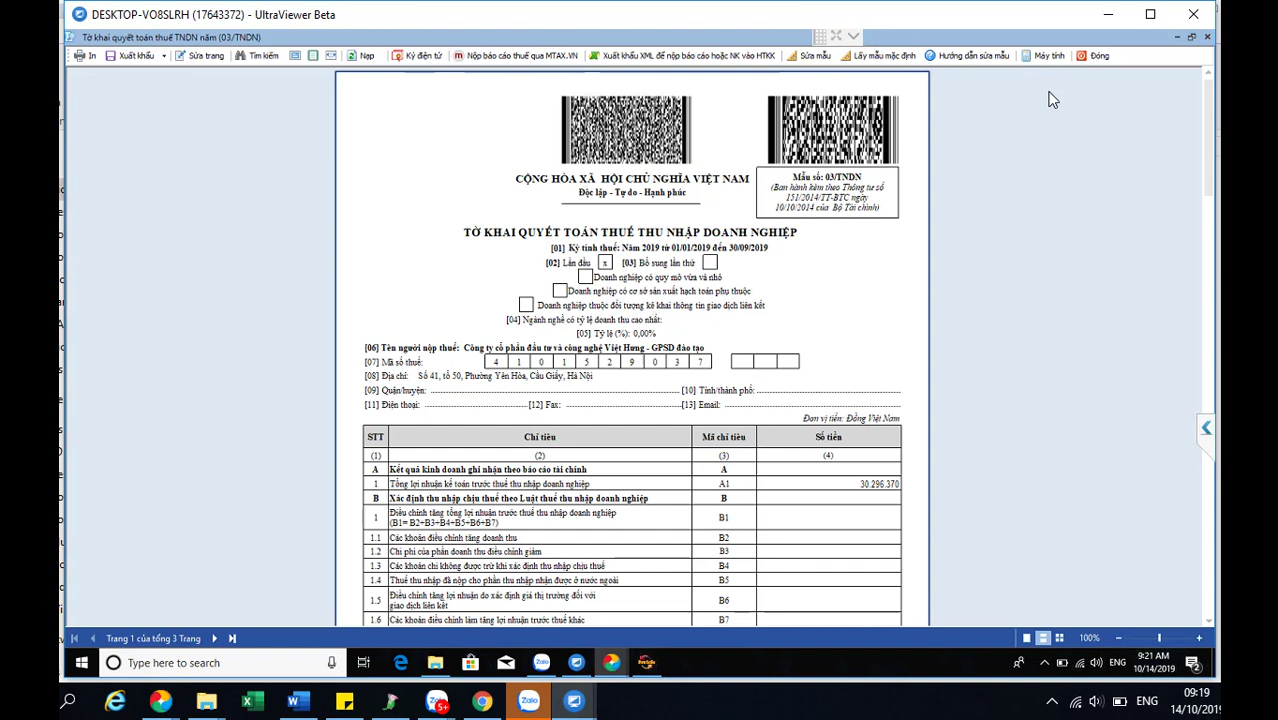 DESKTOP-VO8SLRH (17643372) - UltraViewer Beta
Tờ khai quyết toán thuế TNDN năm (03/TNDN)
In Xuất khẩu Sửa trang Tìm kiếm Nạp Ký điện tử Nộp báo cáo thuế qua MTAX.VN Xuất khẩu XML để nộp báo cáo hoặc NK vào HTKK Sửa mẫu Lấy mẫu mặc định Hướng dẫn sửa mẫu Máy tính Đóng
CỘNG HÒA XÃ HỘI CHỦ NGHĨA VIỆT NAM
Độc lập - Tự do - Hạnh phúc
Mẫu số: 03/TNDN
(Ban hành kèm theo Thông tư số
151/2014/TT-BTC ngày
10/10/2014 của Bộ Tài chính)
TỜ KHAI QUYẾT TOÁN THUẾ THU NHẬP DOANH NGHIỆP
[01] Kỳ tính thuế: Năm 2019 từ 01/01/2019 đến 30/09/2019
[02] Lần đầu x [03] Bổ sung lần thứ
Doanh nghiệp có quy mô vừa và nhỏ
Doanh nghiệp có cơ sở sản xuất hạch toán phụ thuộc
Doanh nghiệp thuộc đối tượng kê khai thông tin giao dịch liên kết
[04] Ngành nghề có tỷ lệ doanh thu cao nhất:
[05] Tỷ lệ (%): 0,00%
[06] Tên người nộp thuế: Công ty cổ phần đầu tư và công nghệ Việt Hưng - GPSD đào tạo
[07] Mã số thuế: 4 1 0 1 5 2 9 0 3 7
[08] Địa chỉ: Số 41, tổ 50, Phường Yên Hòa, Cầu Giấy, Hà Nội
[09] Quận/huyện: [10] Tỉnh/thành phố:
[11] Điện thoại: [12] Fax: [13] Email:
Đơn vị tiền: Đồng Việt Nam
STT Chỉ tiêu Mã chỉ tiêu Số tiền
(1) (2) (3) (4)
A Kết quả kinh doanh ghi nhận theo báo cáo tài chính A
1 Tổng lợi nhuận kế toán trước thuế thu nhập doanh nghiệp A1 30.296.370
B Xác định thu nhập chịu thuế theo Luật thuế thu nhập doanh nghiệp B
1 Điều chỉnh tăng tổng lợi nhuận trước thuế thu nhập doanh nghiệp B1
(B1= B2+B3+B4+B5+B6+B7)
1.1 Các khoản điều chỉnh tăng doanh thu B2
1.2 Chi phí của phần doanh thu điều chỉnh giảm B3
1.3 Các khoản chi không được trừ khi xác định thu nhập chịu thuế B4
1.4 Thuế thu nhập đã nộp cho phần thu nhập nhận được ở nước ngoài B5
1.5 Điều chỉnh tăng lợi nhuận do xác định giá thị trường đối với B6
giao dịch liên kết
1.6 Các khoản điều chỉnh làm tăng lợi nhuận trước thuế khác B7
Trang 1 của tổng 3 Trang 100%
Type here to search ENG 9:21 AM
10/14/2019 2
5+ ENG 09:19
14/10/2019